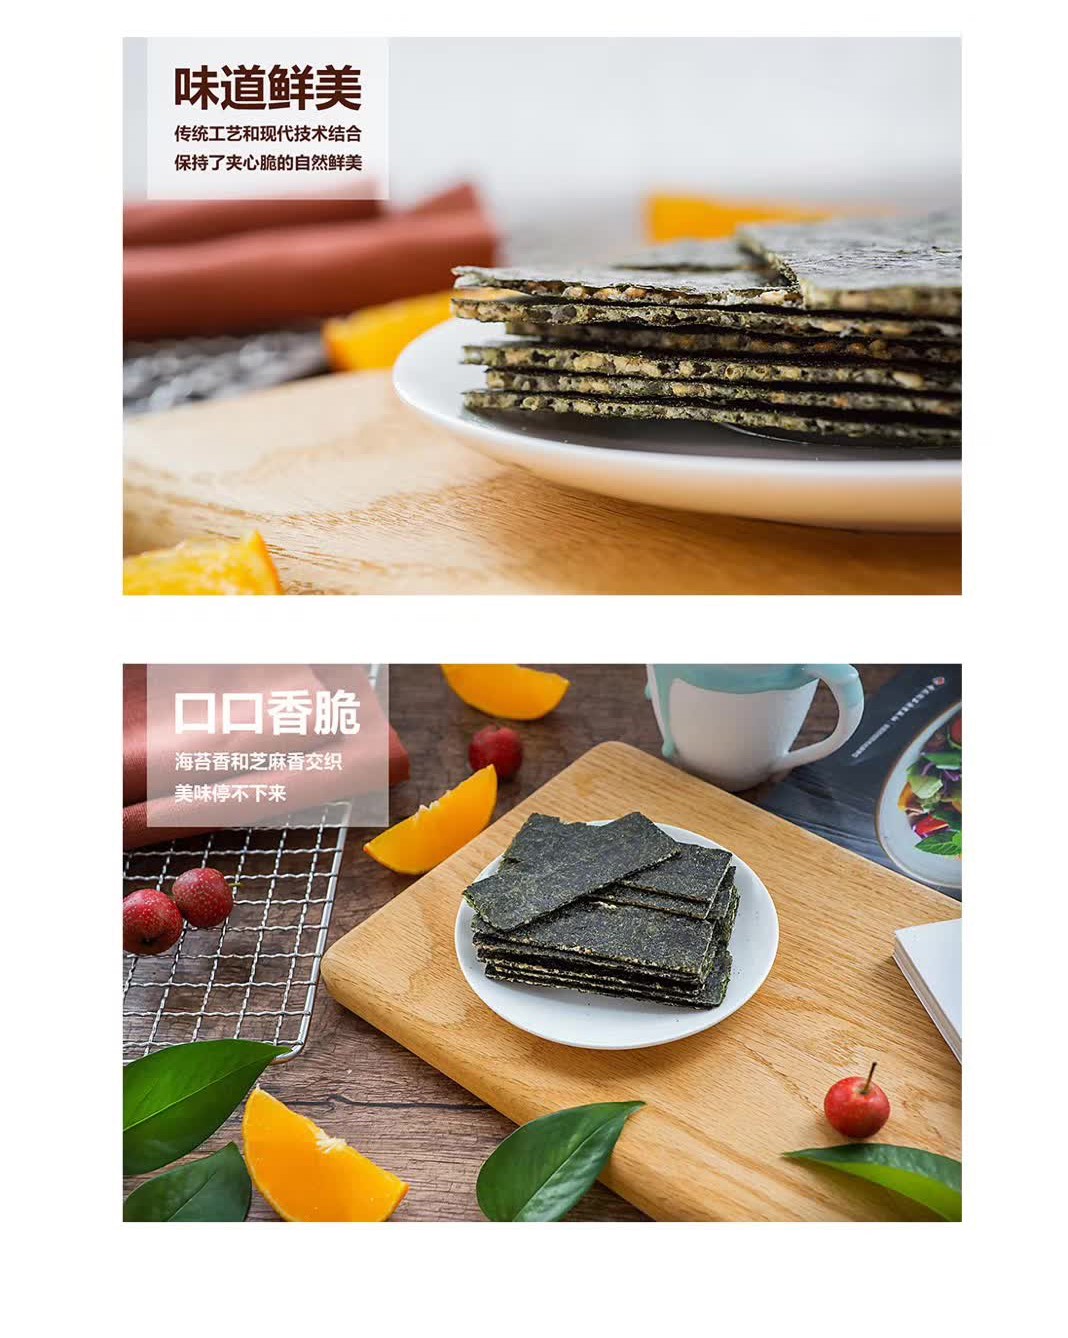 味道鲜美
传统工艺和现代技术结合
保持了夹心脆的自然鲜美
口口香脆
海苔香和芝麻香交织
美味停不下来